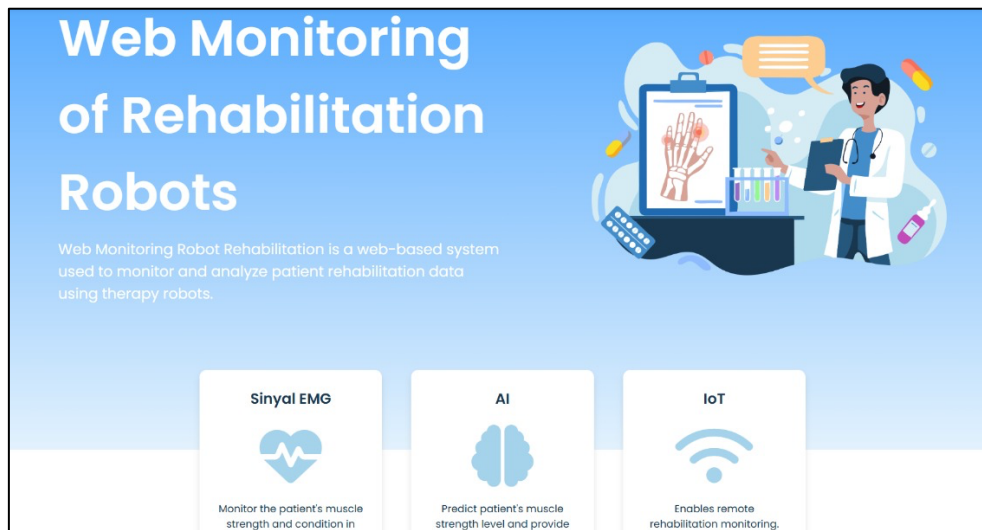 Web Monitoring
of Rehabilitation
Robots
Web Monitoring Robot Rehabilitation is a web-based system
used to monitor and analyze patient rehabilitation data
using therapy robots.
Sinyal EMG
Monitor the patient's muscle
strength and condition in
AI
Predict patient's muscle
strength level and provide
IoT
Enables remote
rehabilitation monitoring.